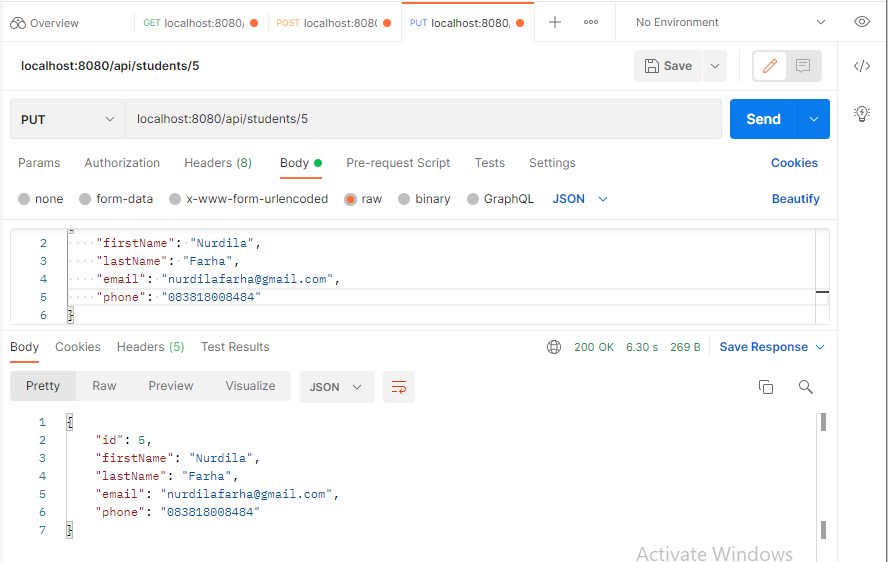 Overview GET localhost:8080/ POST localhost:808( PUT localhost:8080, No Environment
localhost:8080/api/students/5 Save
PUT localhost:8080/api/students/5 Send
Params Authorization Headers (8) Body Pre-request Script Tests Settings Cookies
none form-data x-www-form-urlencoded raw binary GraphQL JSON Beautify
2 "firstName": "Nurdila",
3 "lastName": "Farha",
4 "email": "nurdilafarha@gmail.com",
5 "phone": "083818008484"
6 }
Body Cookies Headers (5) Test Results 200 OK 6.30 s 269 B Save Response
Pretty Raw Preview Visualize JSON
1 {
2 "id": 5,
3 "firstName": "Nurdila",
4 "lastName": "Farha",
5 "email": "nurdilafarha@gmail.com",
6 "phone": "083818008484"
7 }
Activate Windows